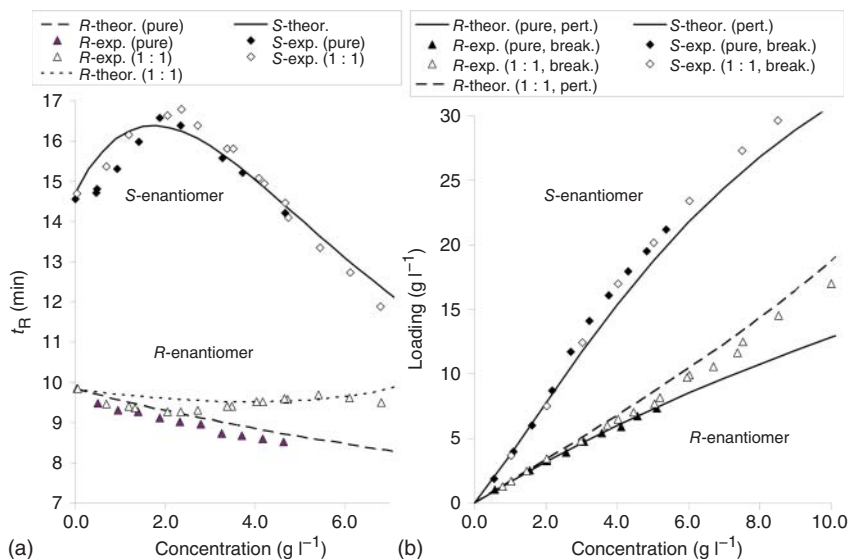 R-theor. (pure)
S-theor.
R-exp. (pure)
S-exp. (pure)
R-exp. (1 : 1)
S-exp. (1 : 1)
R-theor. (1 : 1)
R-theor. (pure, pert.)
S-theor. (pert.)
R-exp. (pure, break.)
S-exp. (pure, break.)
R-exp. (1 : 1, break.)
S-exp. (1 : 1, break.)
R-theor. (1 : 1, pert.)
17
16
15
14
13
12
11
10
9
8
7
tR (min)
S-enantiomer
R-enantiomer
0.0
2.0
4.0
6.0
(a)
Concentration (g l−1)
30
25
20
15
10
5
0
Loading (g l−1)
S-enantiomer
R-enantiomer
0.0
2.0
4.0
6.0
8.0
10.0
(b)
Concentration (g l−1)